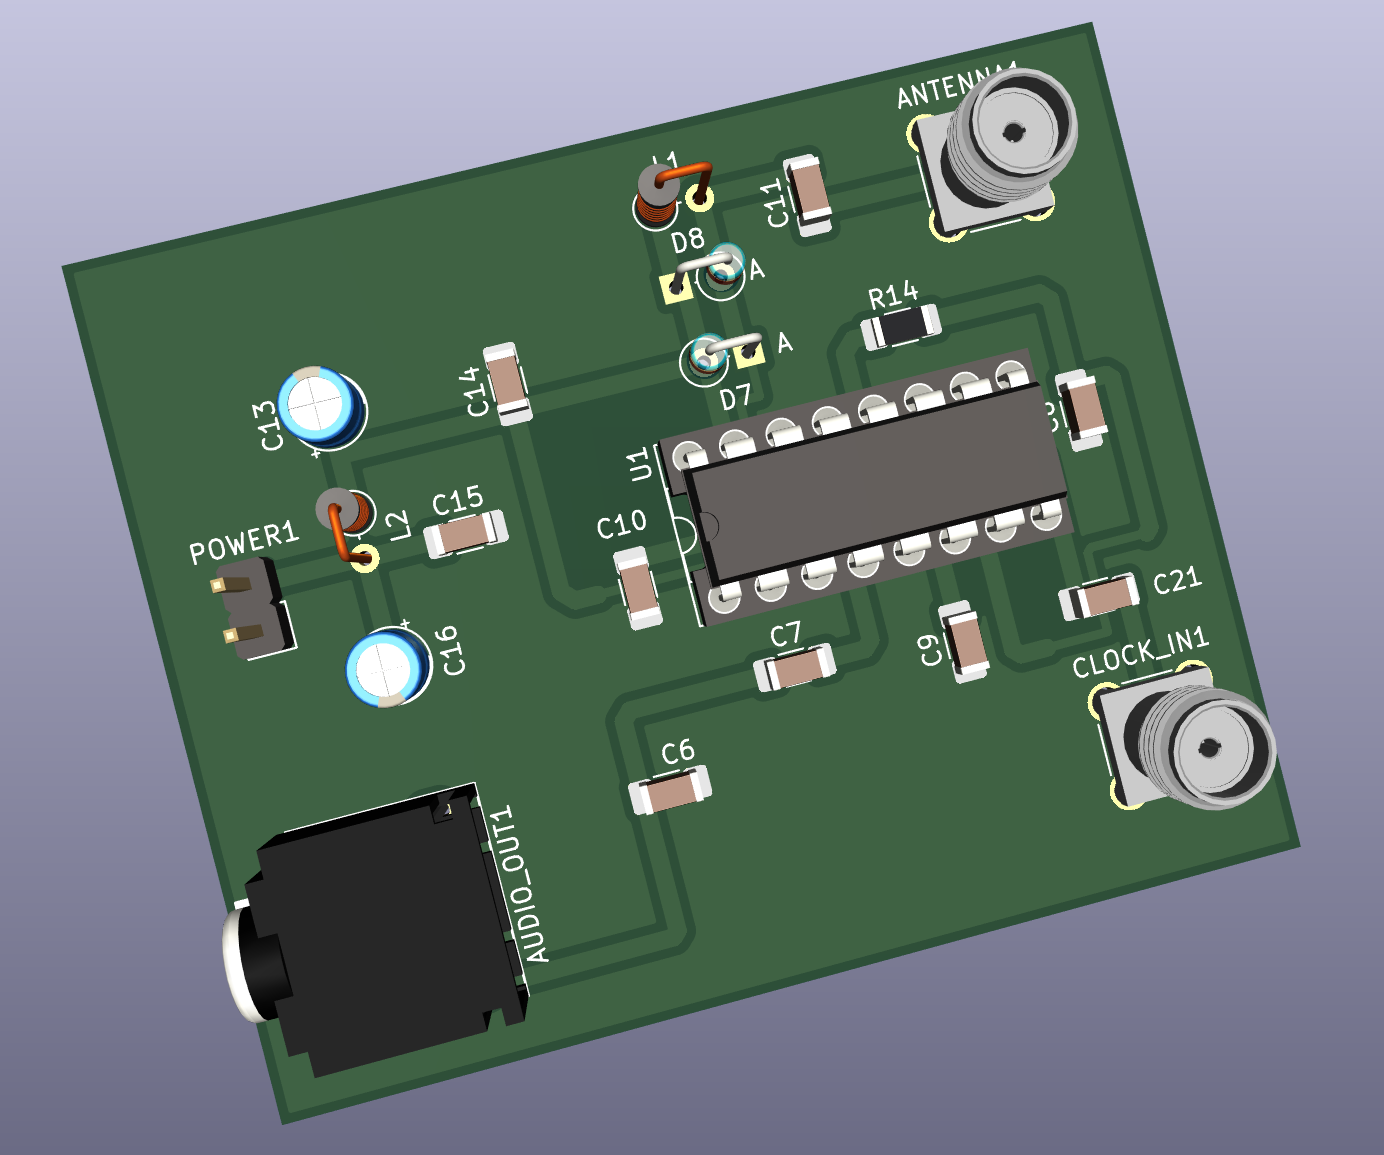 ANTENNA1
L1
C11
D8
A
R14
A
D7
C14
C13
U1
C15
L2
C10
POWER1
C21
C7
C9
C16
CLOCK_IN1
C6
AUDIO_OUT1